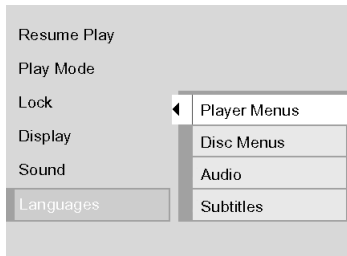 Resume Play
Play Mode
Lock
Player Menus
Display
Disc Menus
Sound
Audio
Languages
Subtitles